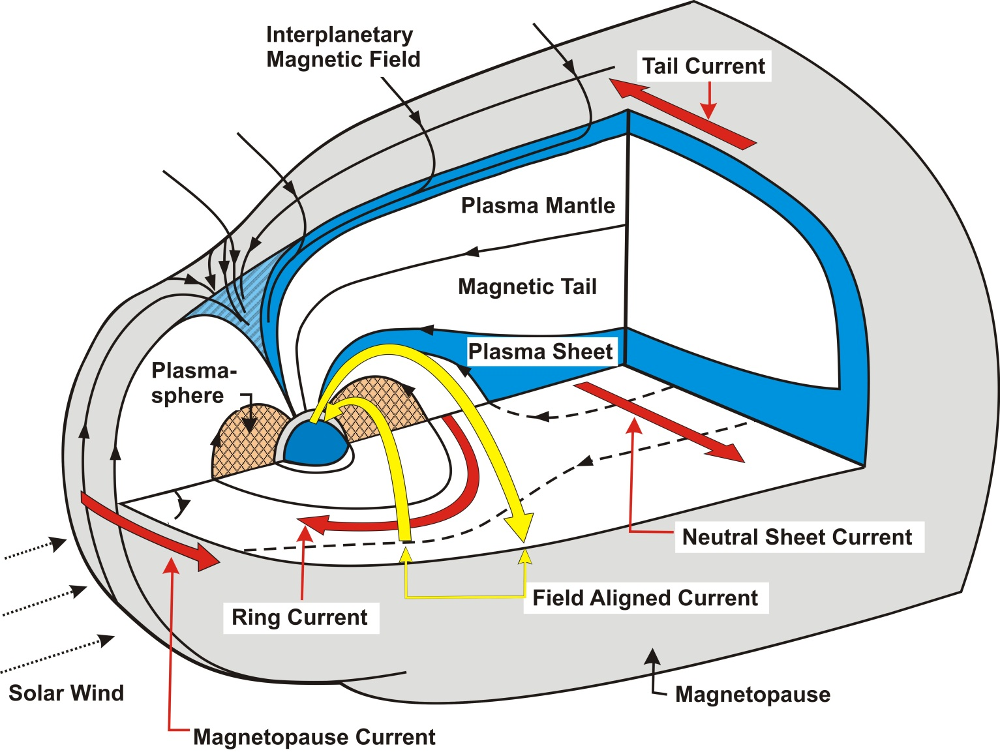 Interplanetary
Magnetic Field
Tail Current
Plasma Mantle
Magnetic Tail
Plasma Sheet
Plasma-
sphere
Neutral Sheet Current
Field Aligned Current
Ring Current
Solar Wind
Magnetopause
Magnetopause Current